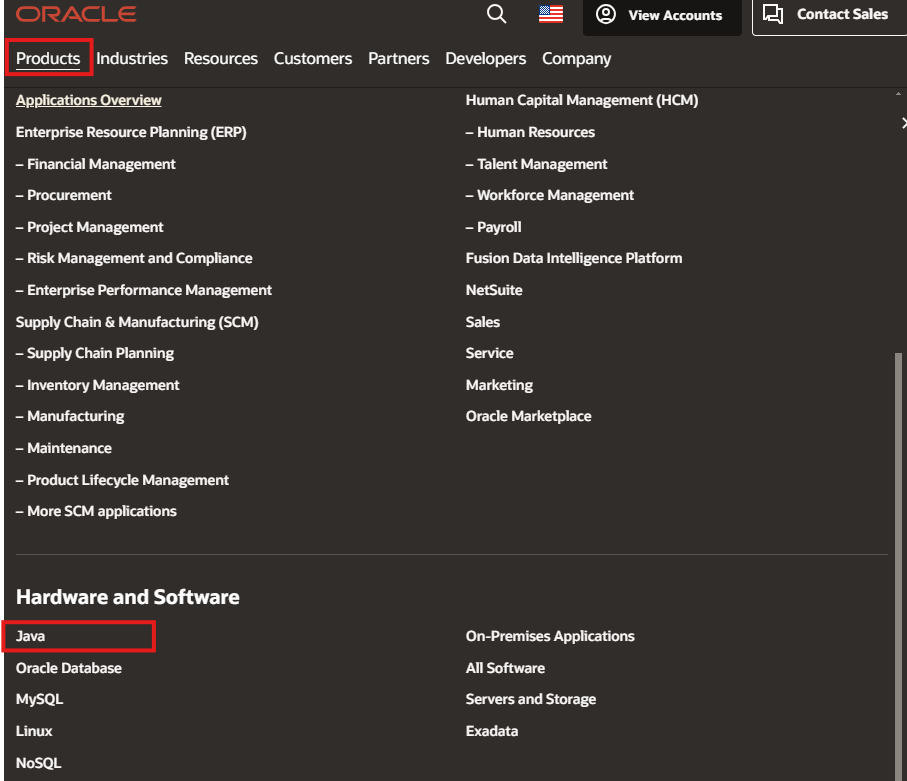 ORACLE
View Accounts
Contact Sales
Products Industries Resources Customers Partners Developers Company
Applications Overview
Enterprise Resource Planning (ERP)
– Financial Management
– Procurement
– Project Management
– Risk Management and Compliance
– Enterprise Performance Management
Supply Chain & Manufacturing (SCM)
– Supply Chain Planning
– Inventory Management
– Manufacturing
– Maintenance
– Product Lifecycle Management
– More SCM applications
Human Capital Management (HCM)
– Human Resources
– Talent Management
– Workforce Management
– Payroll
Fusion Data Intelligence Platform
NetSuite
Sales
Service
Marketing
Oracle Marketplace
Hardware and Software
Java
Oracle Database
MySQL
Linux
NoSQL
On-Premises Applications
All Software
Servers and Storage
Exadata